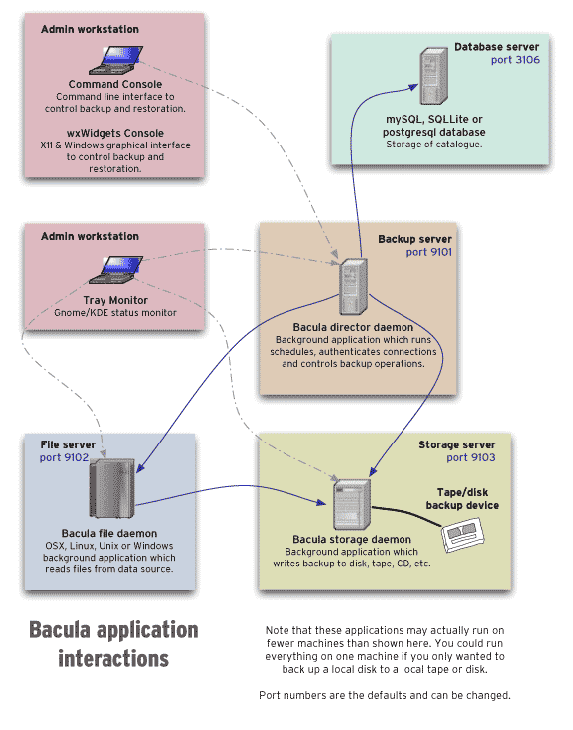 Admin workstation
Command Console
Command line interface to
control backup and restoration.
wxWidgets Console
X11 & Windows graphical interface
to control backup and
restoration.
Database server
port 3106
mySQL, SQLLite or
postgresql database
Storage of catalogue.
Admin workstation
Tray Monitor
Gnome/KDE status monitor
Backup server
port 9101
Bacula director daemon
Background application which runs
schedules, authenticates connections
and controls backup operations.
File server
port 9102
Bacula file daemon
OSX, Linux, Unix or Windows
background application which
reads files from data source.
Storage server
port 9103
Tape/disk
backup device
Bacula storage daemon
Background application which
writes backup to disk, tape, CD, etc.
Bacula application
interactions
Note that these applications may actually run on
fewer machines than shown here. You could run
everything on one machine if you only wanted to
back up a local disk to a local tape or disk.
Port numbers are the defaults and can be changed.